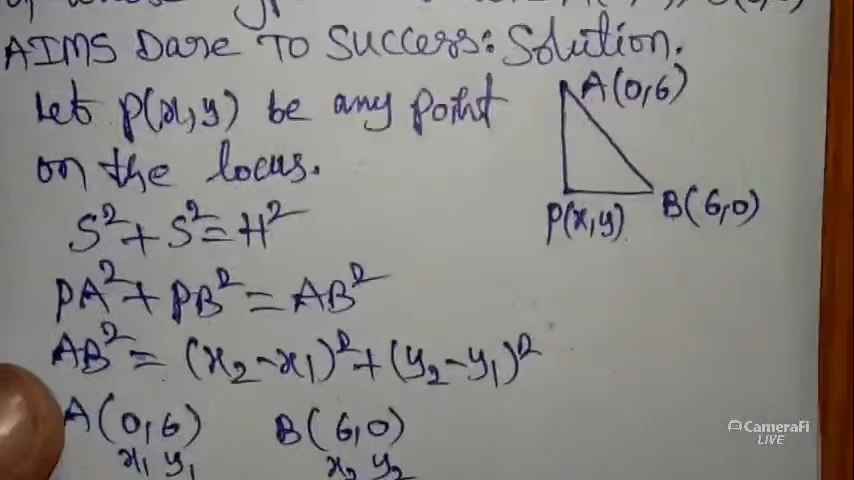 AIMS Dare To Success: Solution.
Let P(x,y) be any point
on the locus.
A(0,6)
P(x,y)
B(6,0)
S²+S²=H²
PA²+PB²=AB²
AB²=(x₂-x₁)²+(y₂-y₁)²
A(0,6) B(6,0)
x₁ y₁ x₂ y₂
CameraFi
LIVE